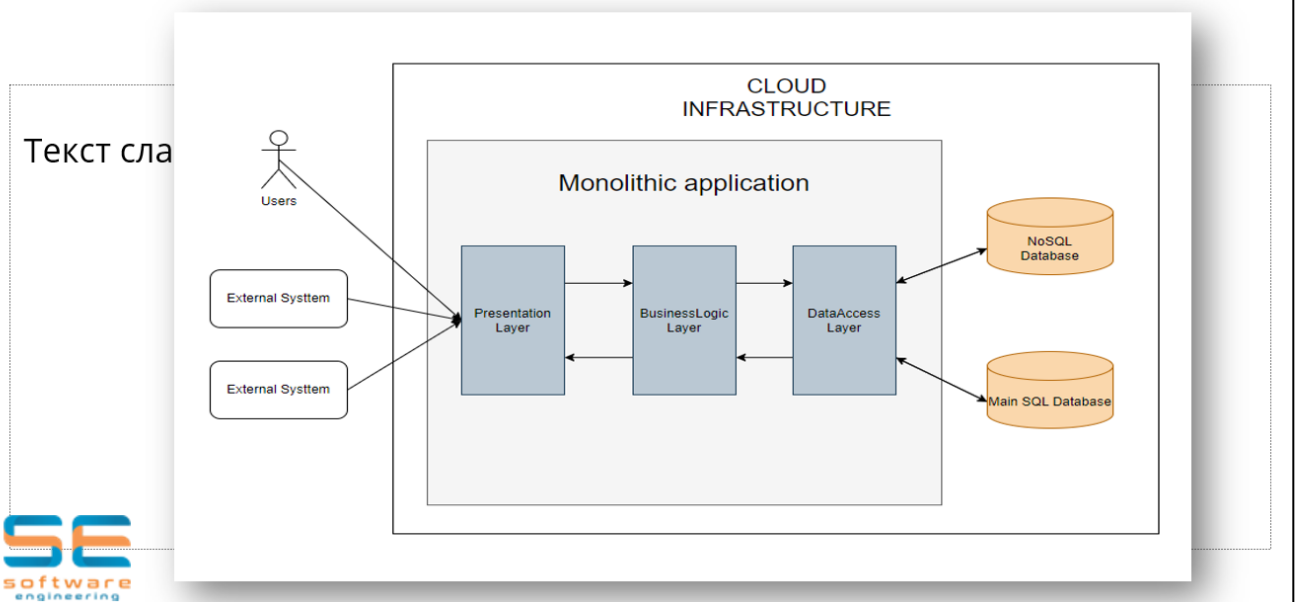 CLOUD
INFRASTRUCTURE
Текст сла
Monolithic application
Users
External Systtem
External Systtem
Presentation
Layer
BusinessLogic
Layer
DataAccess
Layer
NoSQL
Database
Main SQL Database
SE
software
engineering